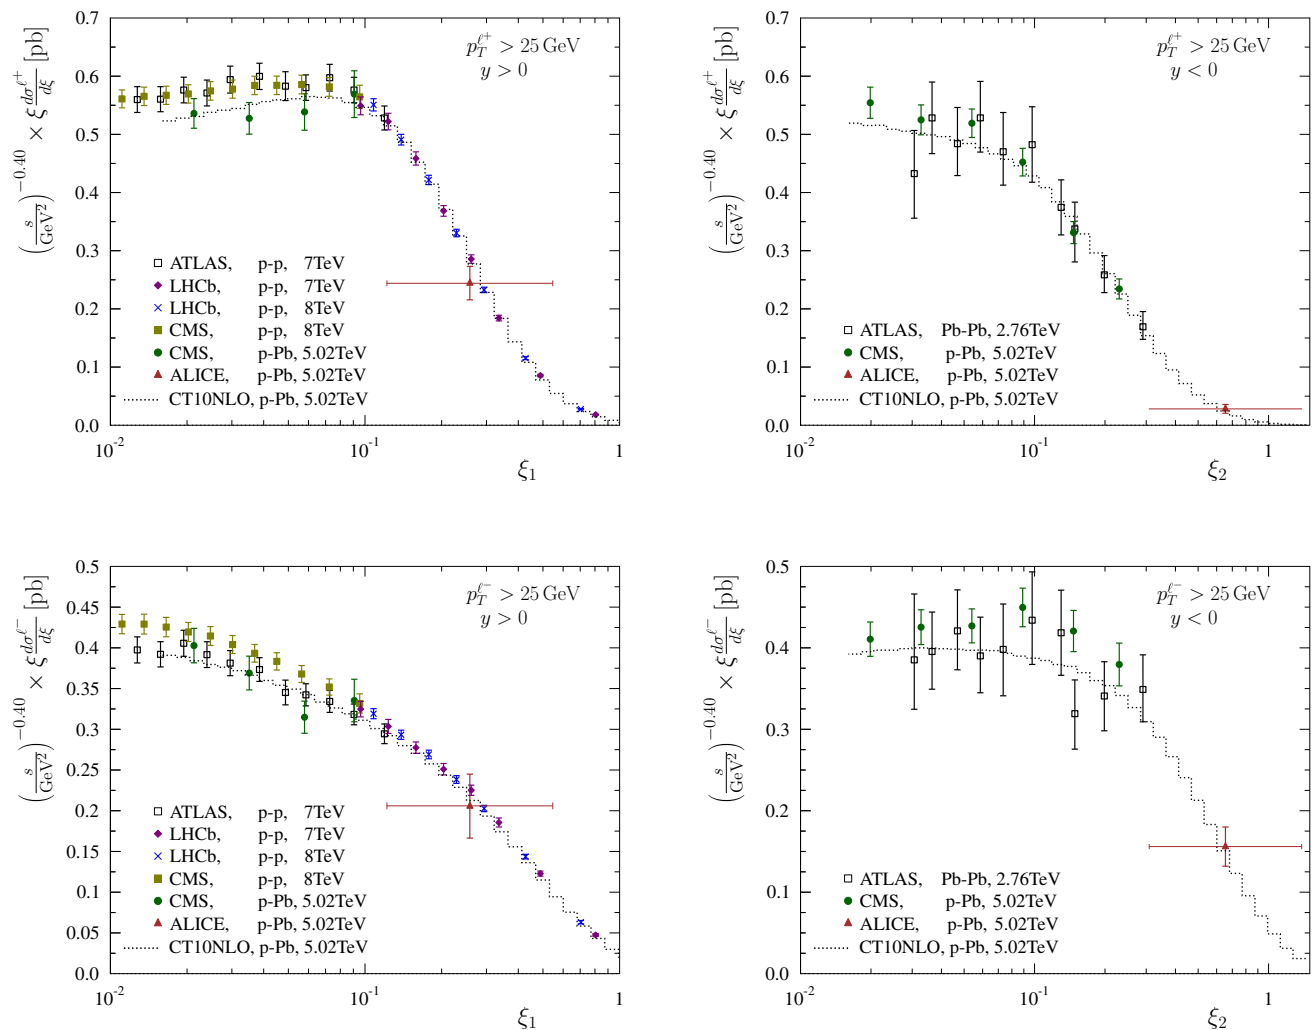 0.7
0.6
0.5
0.4
0.3
0.2
0.1
0.0
(s/GeV²)^−0.40 × ξ dσ^ℓ+/dξ [pb]
p_T^ℓ+ > 25 GeV
y > 0
ATLAS, p-p, 7TeV
LHCb, p-p, 7TeV
LHCb, p-p, 8TeV
CMS, p-p, 8TeV
CMS, p-Pb, 5.02TeV
ALICE, p-Pb, 5.02TeV
CT10NLO, p-Pb, 5.02TeV
10^-2 10^-1 1
ξ₁
0.7
0.6
0.5
0.4
0.3
0.2
0.1
0.0
(s/GeV²)^−0.40 × ξ dσ^ℓ+/dξ [pb]
p_T^ℓ+ > 25 GeV
y < 0
ATLAS, Pb-Pb, 2.76TeV
CMS, p-Pb, 5.02TeV
ALICE, p-Pb, 5.02TeV
CT10NLO, p-Pb, 5.02TeV
10^-2 10^-1 1
ξ₂
0.5
0.45
0.4
0.35
0.3
0.25
0.2
0.15
0.1
0.05
0.0
(s/GeV²)^−0.40 × ξ dσ^ℓ−/dξ [pb]
p_T^ℓ− > 25 GeV
y > 0
ATLAS, p-p, 7TeV
LHCb, p-p, 7TeV
LHCb, p-p, 8TeV
CMS, p-p, 8TeV
CMS, p-Pb, 5.02TeV
ALICE, p-Pb, 5.02TeV
CT10NLO, p-Pb, 5.02TeV
10^-2 10^-1 1
ξ₁
0.5
0.45
0.4
0.35
0.3
0.25
0.2
0.15
0.1
0.05
0.0
(s/GeV²)^−0.40 × ξ dσ^ℓ−/dξ [pb]
p_T^ℓ− > 25 GeV
y < 0
ATLAS, Pb-Pb, 2.76TeV
CMS, p-Pb, 5.02TeV
ALICE, p-Pb, 5.02TeV
CT10NLO, p-Pb, 5.02TeV
10^-2 10^-1 1
ξ₂